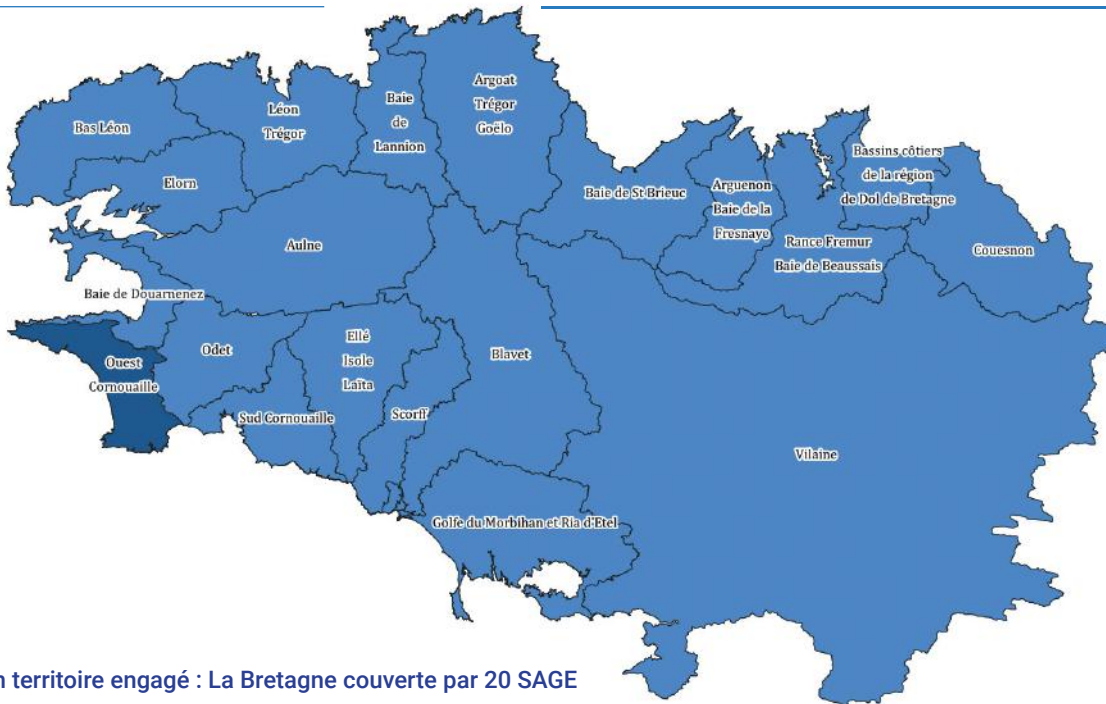 Bas Léon
Léon
Trégor
Baie
de
Lannion
Argoat
Trégor
Goëlo
Elorn
Aulne
Baie de St Brieuc
Arguenon
Baie de la
Fresnaye
Bassins côtiers
de la région
de Dol de Bretagne
Rance Fremur
Baie de Beaussais
Couesnon
Baie de Douarnenez
Ouest
Cornouaille
Odet
Ellé
Isole
Laïta
Sud Cornouaille
Scorff
Blavet
Vilaine
Golfe du Morbihan et Ria d'Etel
territoire engagé : La Bretagne couverte par 20 SAGE